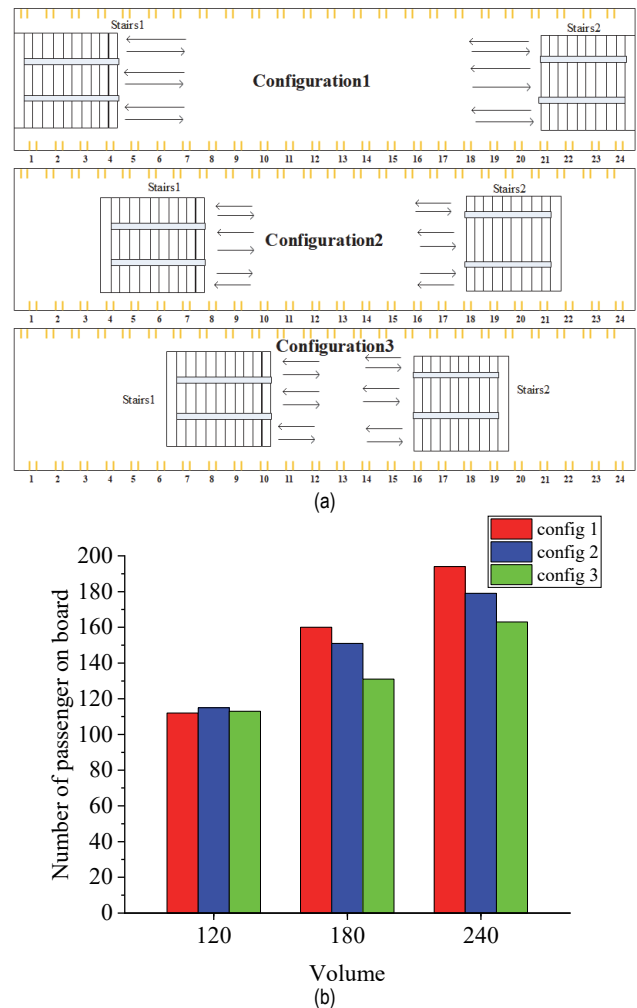 Stairs1
Stairs2
Configuration1
1 2 3 4 5 6 7 8 9 10 11 12 13 14 15 16 17 18 19 20 21 22 23 24
Stairs1
Stairs2
Configuration2
1 2 3 4 5 6 7 8 9 10 11 12 13 14 15 16 17 18 19 20 21 22 23 24
Configuration3
Stairs1
Stairs2
1 2 3 4 5 6 7 8 9 10 11 12 13 14 15 16 17 18 19 20 21 22 23 24
(a)
config 1
config 2
config 3
Number of passenger on board
200
180
160
140
120
100
80
60
40
20
0
120 180 240
Volume
(b)